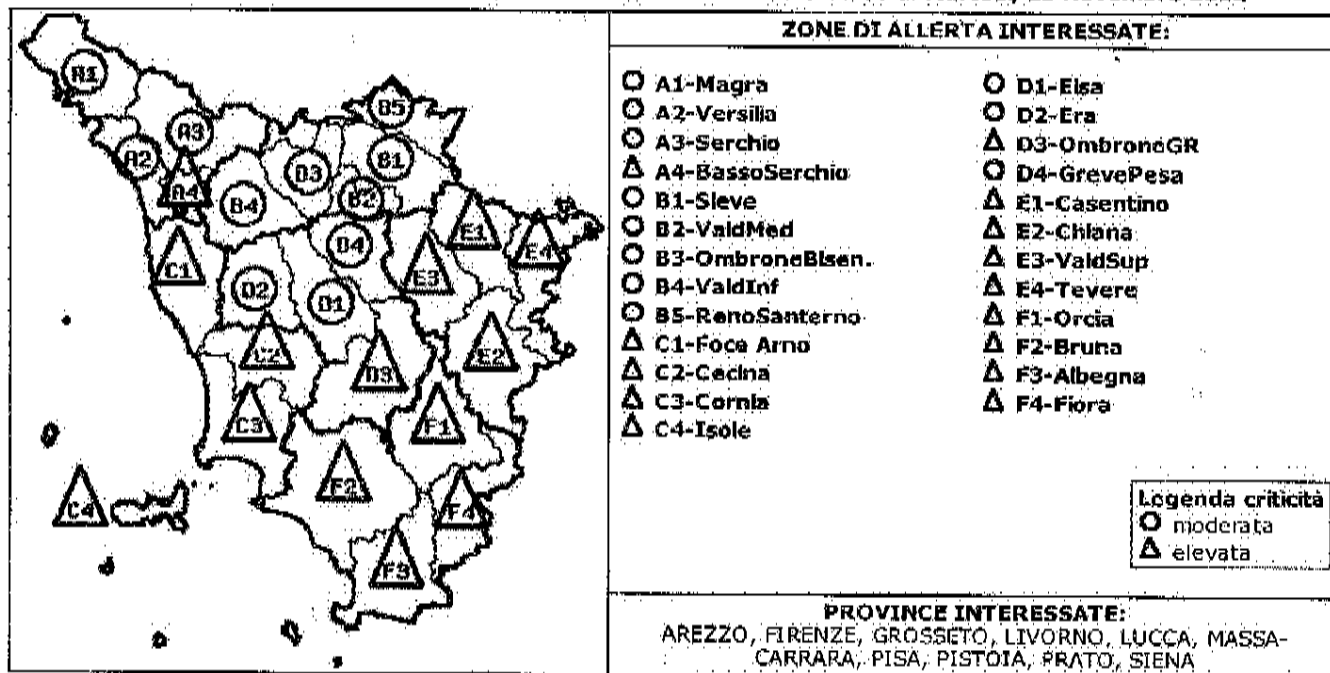 ZONE DI ALLERTA INTERESSATE:
A1-Magra
A2-Versilia
A3-Serchio
A4-BassoSerchio
B1-Sieve
B2-ValdMed
B3-OmbroneBisen.
B4-ValdInf
B5-RenoSanterno
C1-Foce Arno
C2-Cecina
C3-Cornia
C4-Isole
D1-Elsa
D2-Era
D3-OmbroneGR
D4-GrevePesa
E1-Casentino
E2-Chiana
E3-ValdSup
E4-Tevere
F1-Orcia
F2-Bruna
F3-Albegna
F4-Fiora
Legenda criticità
moderata
elevata
PROVINCE INTERESSATE:
AREZZO, FIRENZE, GROSSETO, LIVORNO, LUCCA, MASSA-
CARRARA, PISA, PISTOIA, PRATO, SIENA
A1
B5
A3
A2
B1
B3
A4
B2
B4
E1
E4
B4
C1
E3
D2
D1
C2
E2
D3
C3
F1
F2
C4
F4
F3